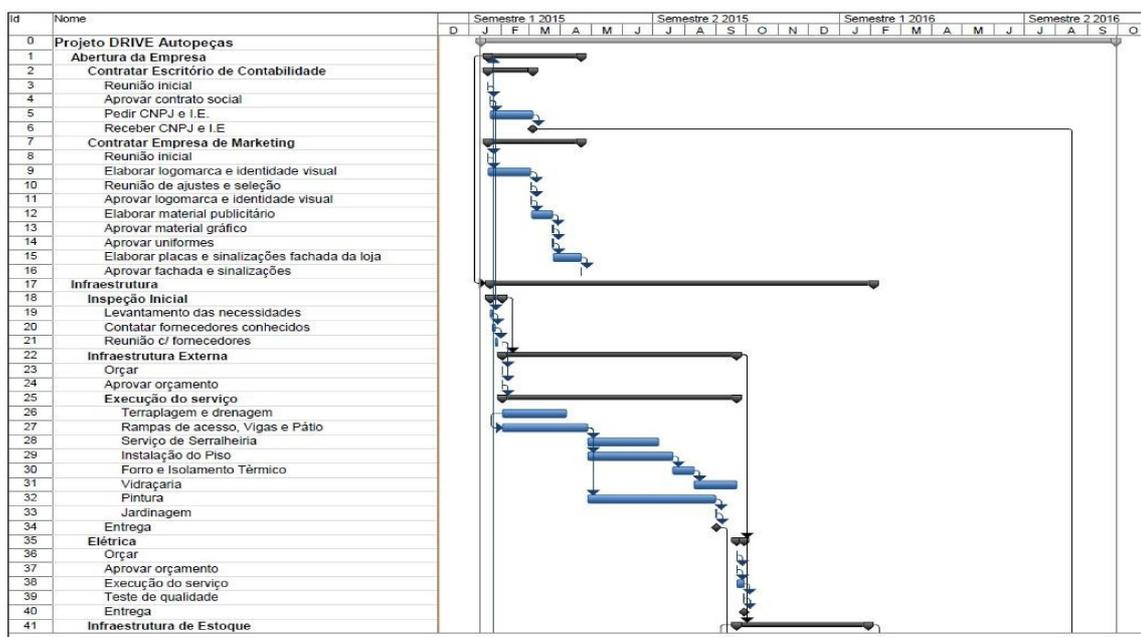 Id Nome Semestre 1 2015 Semestre 2 2015 Semestre 1 2016 Semestre 2 2016
D J F M A M J J A S O N D J F M A M J J A S O
0 Projeto DRIVE Autopeças
1 Abertura da Empresa
2 Contratar Escritório de Contabilidade
3 Reunião inicial
4 Aprovar contrato social
5 Pedir CNPJ e I.E.
6 Receber CNPJ e I.E
7 Contratar Empresa de Marketing
8 Reunião inicial
9 Elaborar logomarca e identidade visual
10 Reunião de ajustes e seleção
11 Aprovar logomarca e identidade visual
12 Elaborar material publicitário
13 Aprovar material gráfico
14 Aprovar uniformes
15 Elaborar placas e sinalizações fachada da loja
16 Aprovar fachada e sinalizações
17 Infraestrutura
18 Inspeção Inicial
19 Levantamento das necessidades
20 Contatar fornecedores conhecidos
21 Reunião c/ fornecedores
22 Infraestrutura Externa
23 Orçar
24 Aprovar orçamento
25 Execução do serviço
26 Terraplagem e drenagem
27 Rampas de acesso, Vigas e Pátio
28 Serviço de Serralheiria
29 Instalação do Piso
30 Forro e Isolamento Tèrmico
31 Vidraçaria
32 Pintura
33 Jardinagem
34 Entrega
35 Elétrica
36 Orçar
37 Aprovar orçamento
38 Execução do serviço
39 Teste de qualidade
40 Entrega
41 Infraestrutura de Estoque